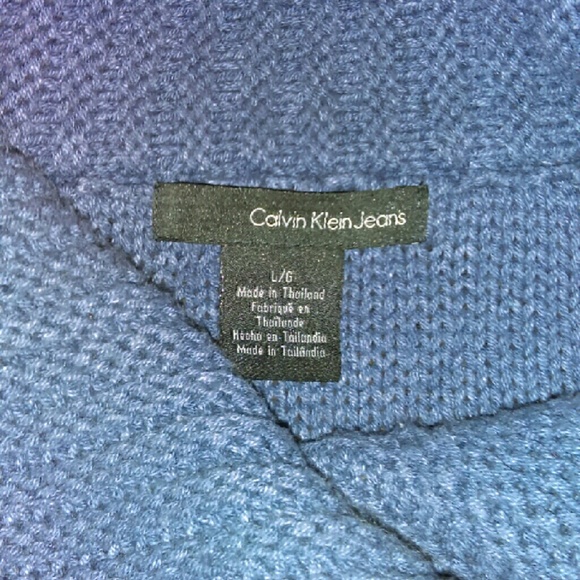 Calvin Klein Jeans
L/G
Made in Thailand
Fabriqué en
Thaïlande
Hecho en Tailandia
Made in Tailândia